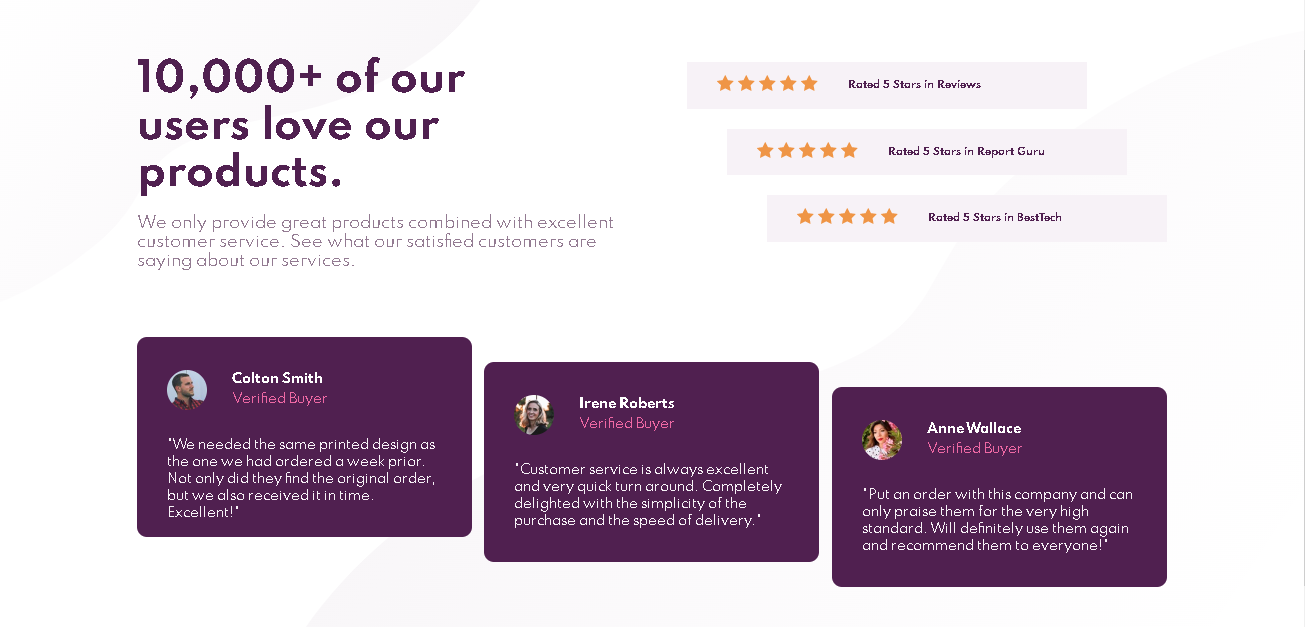 10,000+ of our
users love our
products.
We only provide great products combined with excellent
customer service. See what our satisfied customers are
saying about our services.
Rated 5 Stars in Reviews
Rated 5 Stars in Report Guru
Rated 5 Stars in BestTech
Colton Smith
Verified Buyer
"We needed the same printed design as
the one we had ordered a week prior.
Not only did they find the original order,
but we also received it in time.
Excellent!"
Irene Roberts
Verified Buyer
"Customer service is always excellent
and very quick turn around. Completely
delighted with the simplicity of the
purchase and the speed of delivery."
Anne Wallace
Verified Buyer
"Put an order with this company and can
only praise them for the very high
standard. Will definitely use them again
and recommend them to everyone!"